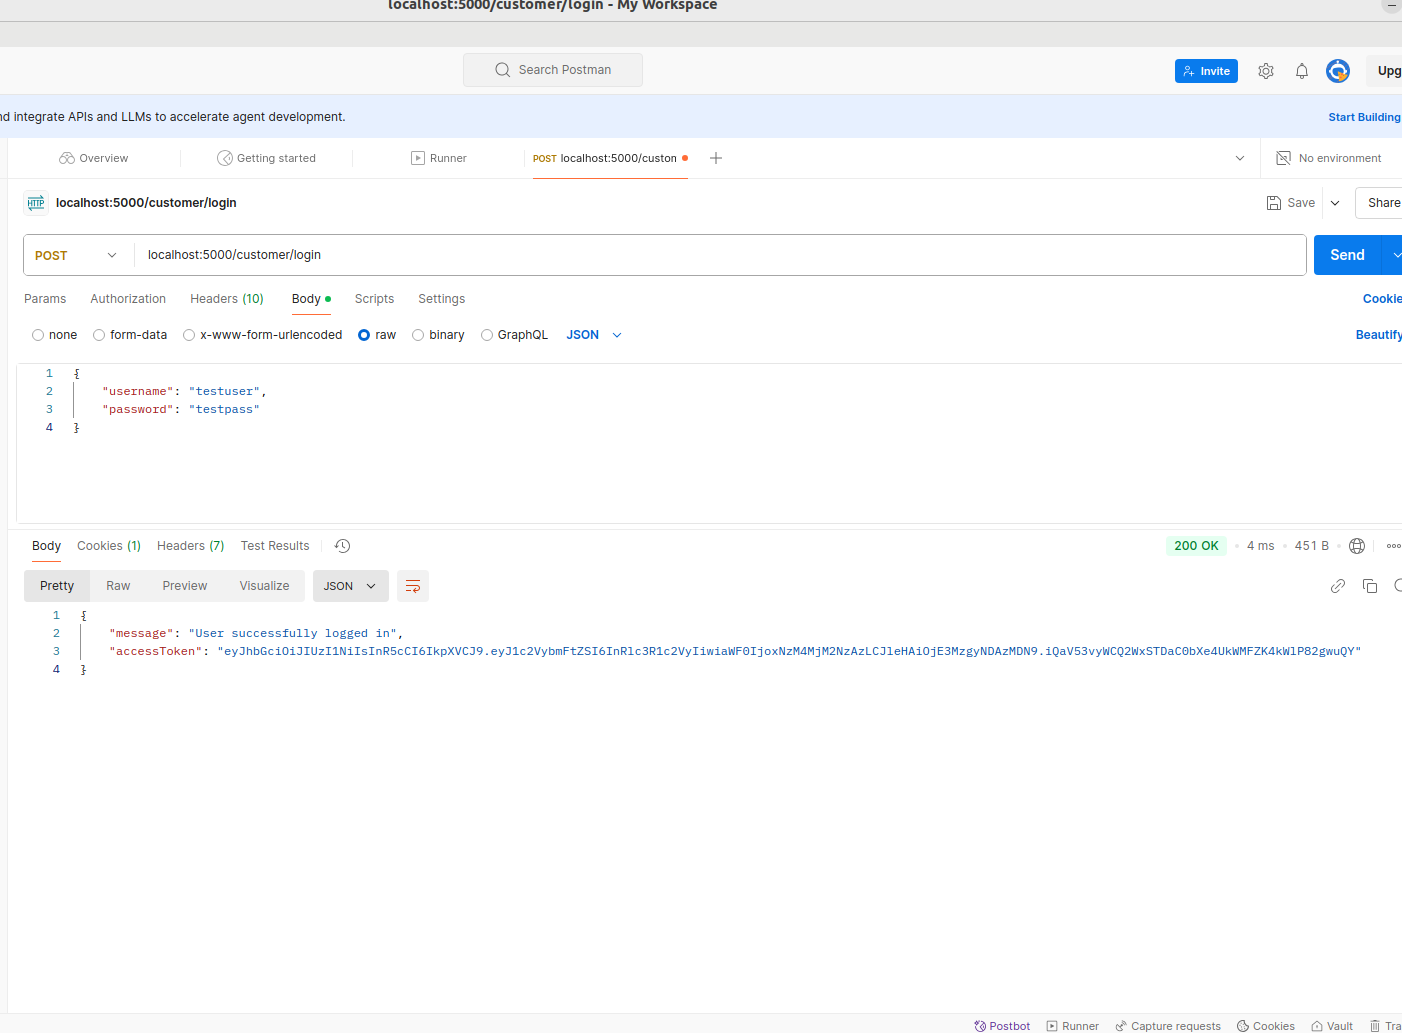 localhost:5000/customer/login - My Workspace
Search Postman
Invite
Upg
nd integrate APIs and LLMs to accelerate agent development.
Start Building
Overview
Getting started
Runner
POST localhost:5000/custon
No environment
HTTP localhost:5000/customer/login
Save
Share
POST
localhost:5000/customer/login
Send
Params
Authorization
Headers (10)
Body
Scripts
Settings
Cookie
none
form-data
x-www-form-urlencoded
raw
binary
GraphQL
JSON
Beautify
1 {
2 "username": "testuser",
3 "password": "testpass"
4 }
Body
Cookies (1)
Headers (7)
Test Results
200 OK
4 ms
451 B
Pretty
Raw
Preview
Visualize
JSON
1 {
2 "message": "User successfully logged in",
3 "accessToken": "eyJhbGciOiJIUzI1NiIsInR5cCI6IkpXVCJ9.eyJ1c2VybmFtZSI6InRlc3R1c2VyIiwiaWF0IjoxNzM4MjM2NzAzLCJleHAiOjE3MzgyNDAzMDN9.iQaV53vyWCQ2WxSTDaC0bXe4UkWMFZK4kWlP82gwuQY"
4 }
Postbot
Runner
Capture requests
Cookies
Vault
Tra